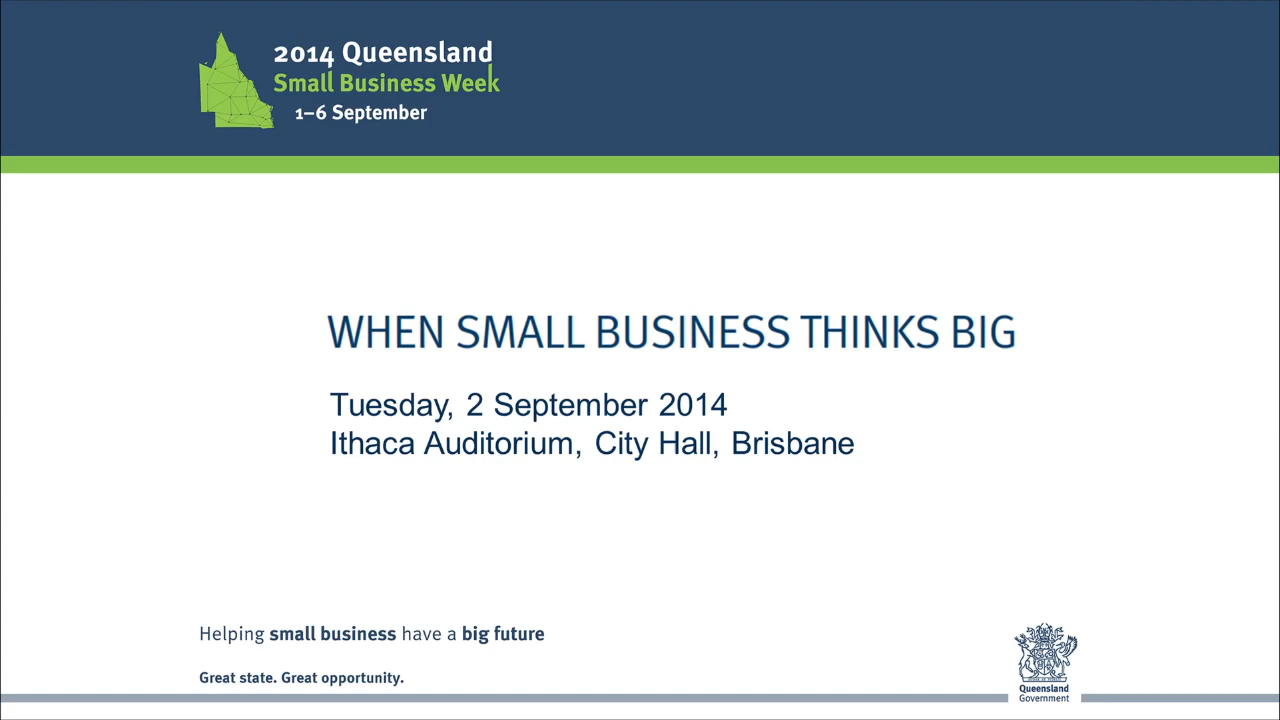 2014 Queensland
Small Business Week
1–6 September
WHEN SMALL BUSINESS THINKS BIG
Tuesday, 2 September 2014
Ithaca Auditorium, City Hall, Brisbane
Helping small business have a big future
Great state. Great opportunity.
Queensland
Government